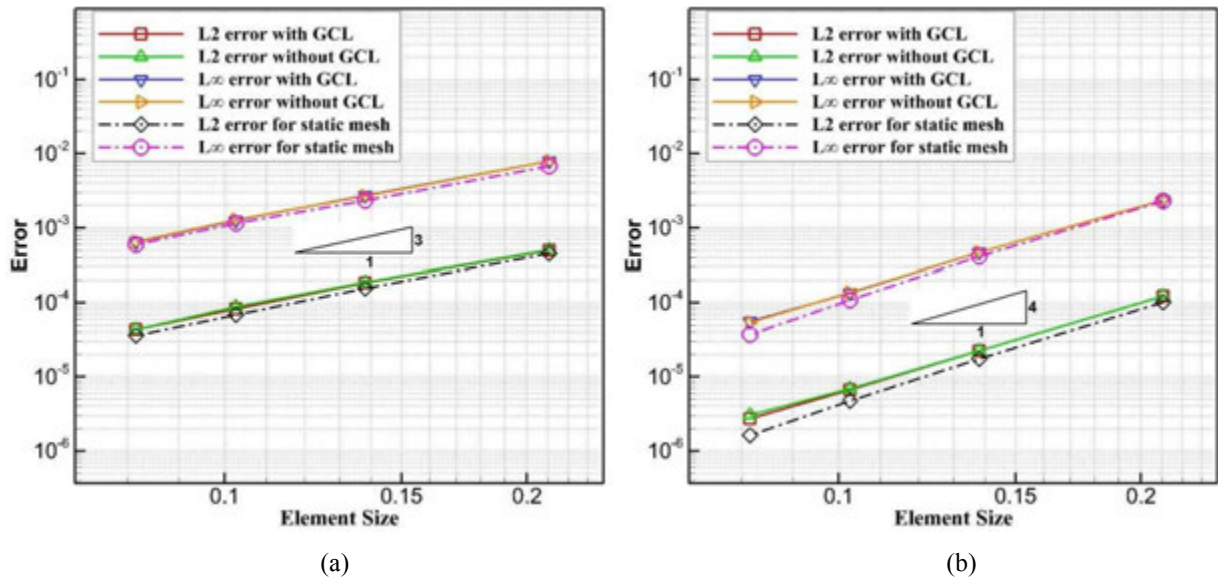 L2 error with GCL
L2 error without GCL
L∞ error with GCL
L∞ error without GCL
L2 error for static mesh
L∞ error for static mesh
10⁻¹
10⁻²
10⁻³
10⁻⁴
10⁻⁵
10⁻⁶
Error
3
1
0.1 0.15 0.2
Element Size
(a)
L2 error with GCL
L2 error without GCL
L∞ error with GCL
L∞ error without GCL
L2 error for static mesh
L∞ error for static mesh
10⁻¹
10⁻²
10⁻³
10⁻⁴
10⁻⁵
10⁻⁶
Error
4
1
0.1 0.15 0.2
Element Size
(b)